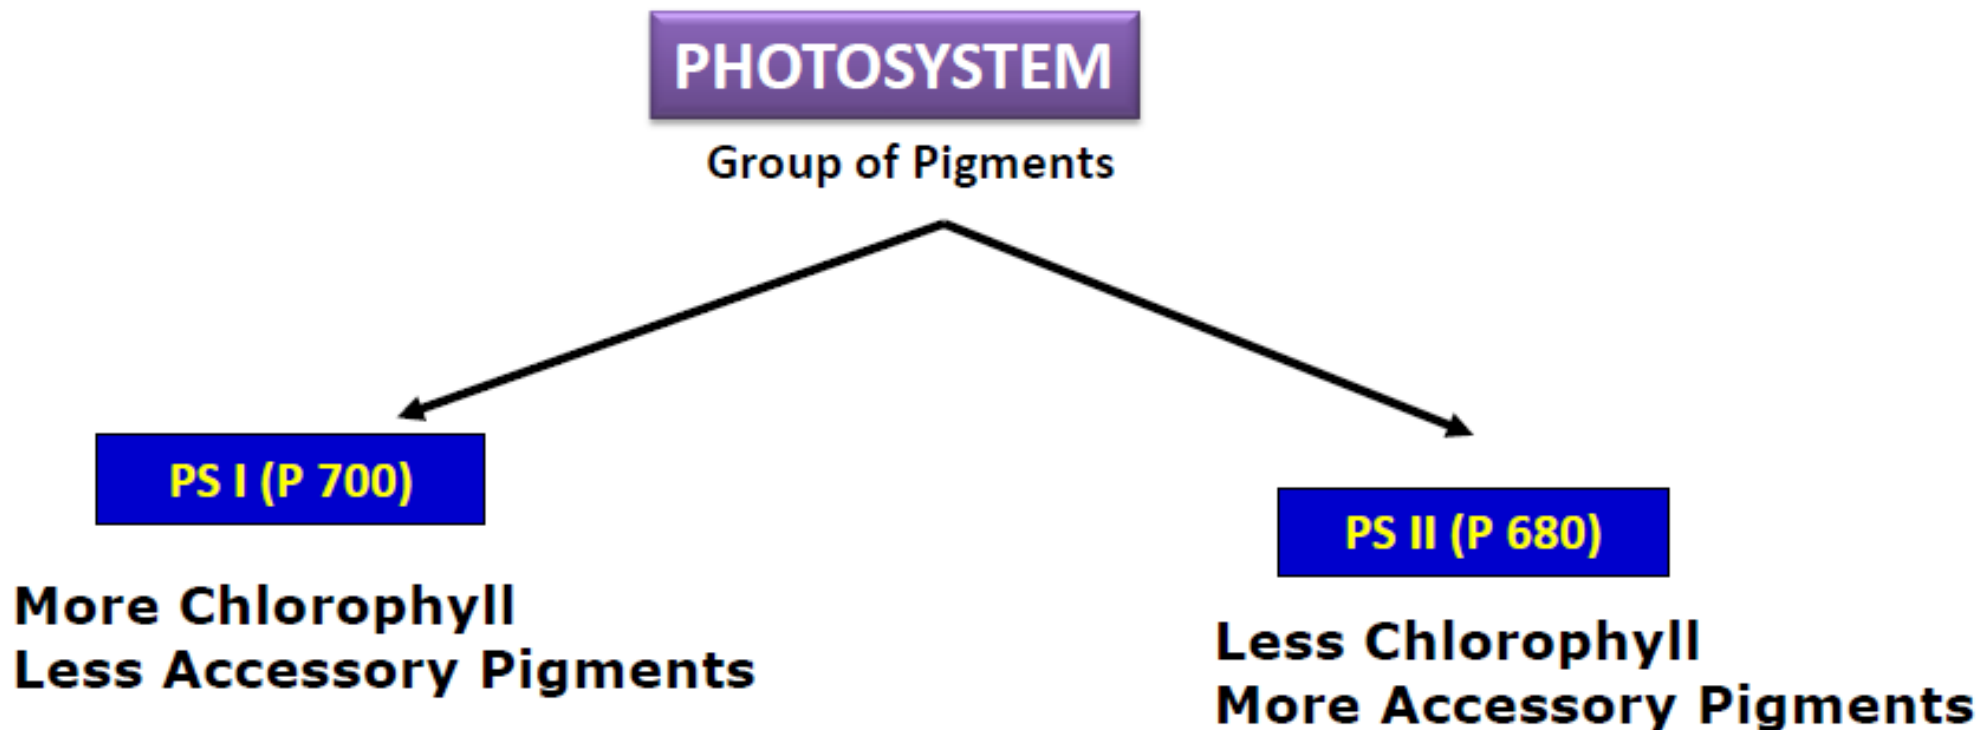 PHOTOSYSTEM
Group of Pigments
PS I (P 700)
More Chlorophyll
Less Accessory Pigments
PS II (P 680)
Less Chlorophyll
More Accessory Pigments